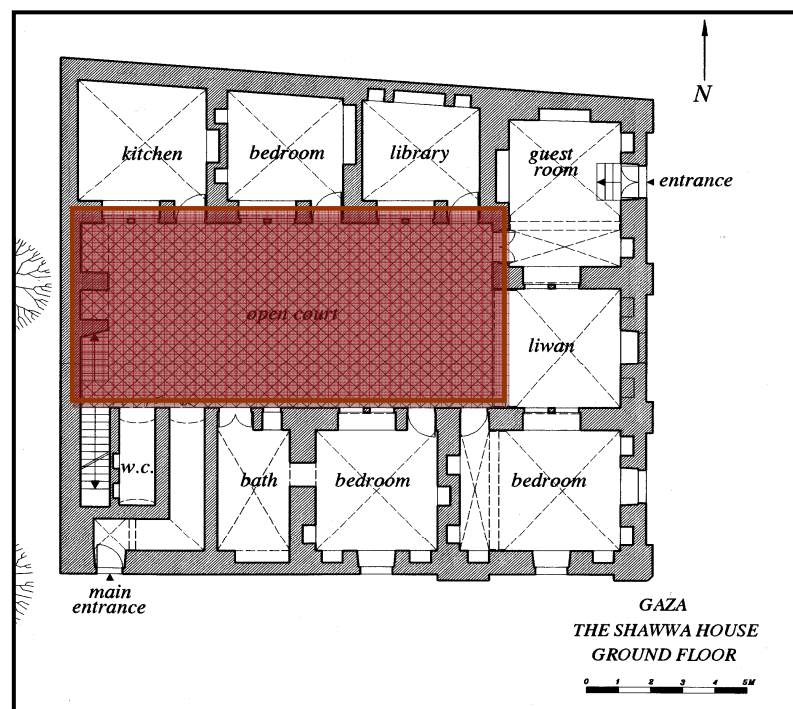 N
kitchen
bedroom
library
guest
room
entrance
open court
liwan
w.c.
bath
bedroom
bedroom
main
entrance
GAZA
THE SHAWWA HOUSE
GROUND FLOOR
0 1 2 3 4 5M